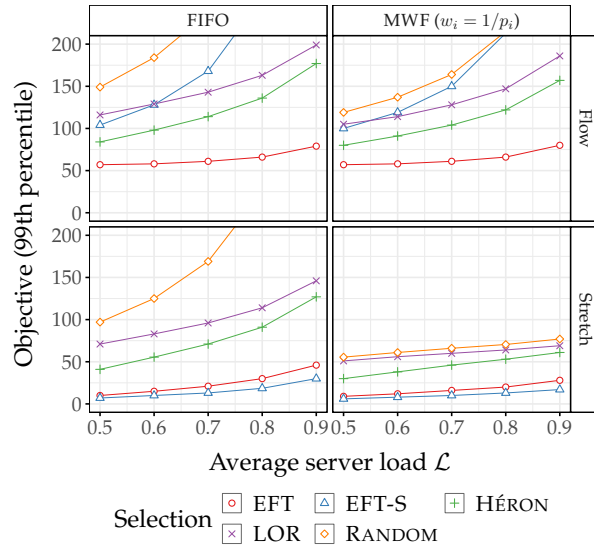 FIFO
MWF (wᵢ = 1/pᵢ)
Objective (99th percentile)
200
150
100
50
0
Flow
200
150
100
50
0
Stretch
0.5 0.6 0.7 0.8 0.9
0.5 0.6 0.7 0.8 0.9
Average server load ℒ
Selection
EFT
EFT-S
HÉRON
LOR
RANDOM